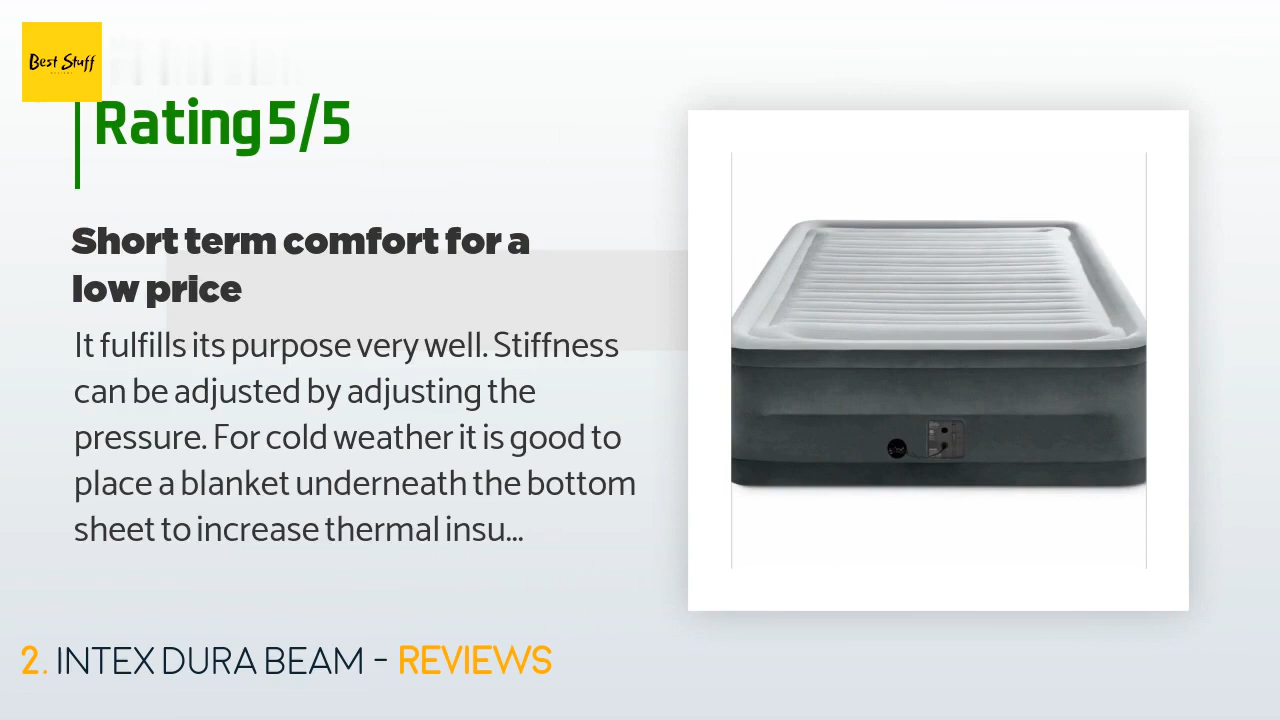 Best Stuff
Rating 5/5
Short term comfort for a
low price
It fulfills its purpose very well. Stiffness
can be adjusted by adjusting the
pressure. For cold weather it is good to
place a blanket underneath the bottom
sheet to increase thermal insu...
2. INTEX DURA BEAM - REVIEWS